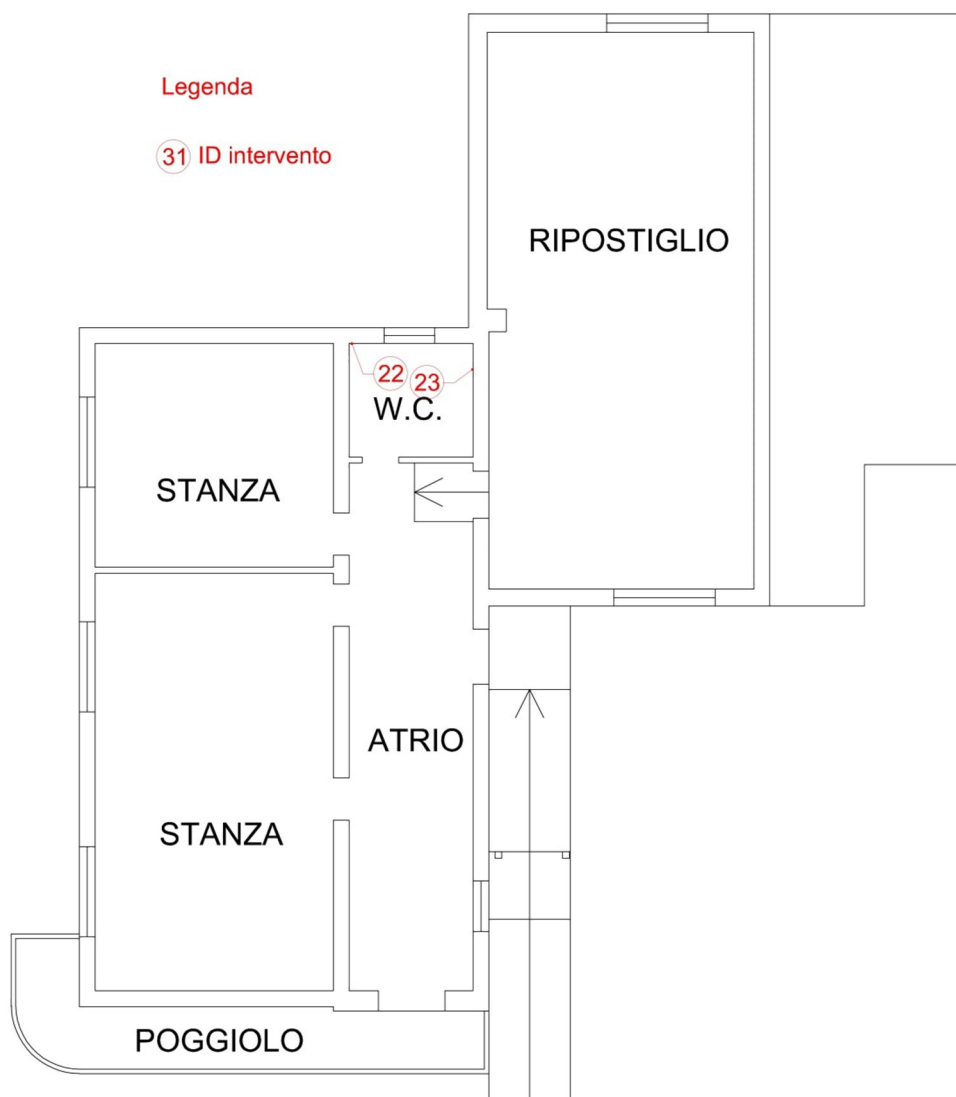 Legenda
31 ID intervento
RIPOSTIGLIO
22 23
W.C.
STANZA
ATRIO
STANZA
POGGIOLO